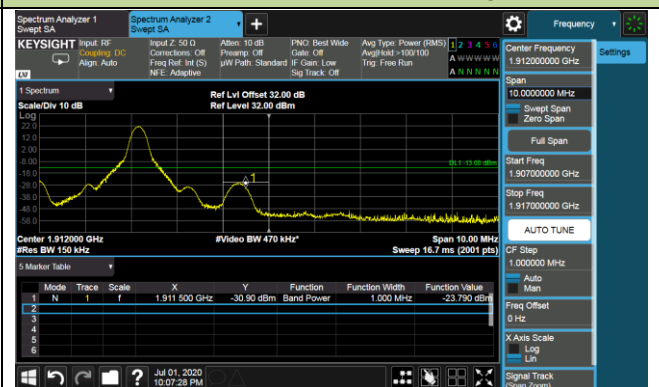 Spectrum Analyzer 1
Swept SA
Spectrum Analyzer 2
Swept SA
+
Frequency
KEYSIGHT
Input: RF
Coupling: DC
Align: Auto
Input Z: 50 Ω
Corrections: Off
Freq Ref: Int (S)
NFE: Adaptive
Atten: 10 dB
Preamp: Off
µW Path: Standard
PNO: Best Wide
Gate: Off
IF Gain: Low
Sig Track: Off
Avg Type: Power (RMS)
Avg|Hold:>100/100
Trig: Free Run
1 2 3 4 5 6
A W W W W W
A N N N N N
LXI
1 Spectrum
Scale/Div 10 dB
Ref Lvl Offset 32.00 dB
Ref Level 32.00 dBm
Log
22.0
12.0
2.00
-8.00
-18.0
-28.0
-38.0
-48.0
-58.0
DL1 -13.00 dBm
1
Center 1.912000 GHz
#Res BW 150 kHz
#Video BW 470 kHz*
Span 10.00 MHz
Sweep 16.7 ms (2001 pts)
5 Marker Table
Mode Trace Scale X Y Function Function Width Function Value
1 N 1 f 1.911 500 GHz -30.90 dBm Band Power 1.000 MHz -23.790 dBm
2
3
4
5
6
Center Frequency
1.912000000 GHz
Settings
Span
10.0000000 MHz
Swept Span
Zero Span
Full Span
Start Freq
1.907000000 GHz
Stop Freq
1.917000000 GHz
AUTO TUNE
CF Step
1.000000 MHz
Auto
Man
Freq Offset
0 Hz
X Axis Scale
Log
Lin
Signal Track
(Span Zoom)
?
Jul 01, 2020
10:07:28 PM